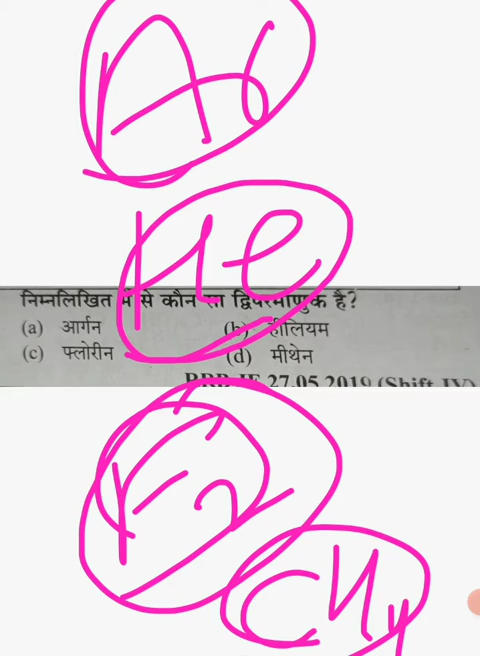 Ar
He
निम्नलिखित में से कौन सा द्विपरमाणुक है?
(a) आर्गन (b) हीलियम
(c) फ्लोरीन (d) मीथेन
RRB JE 27.05.2019 (Shift IV)
F2
CH4